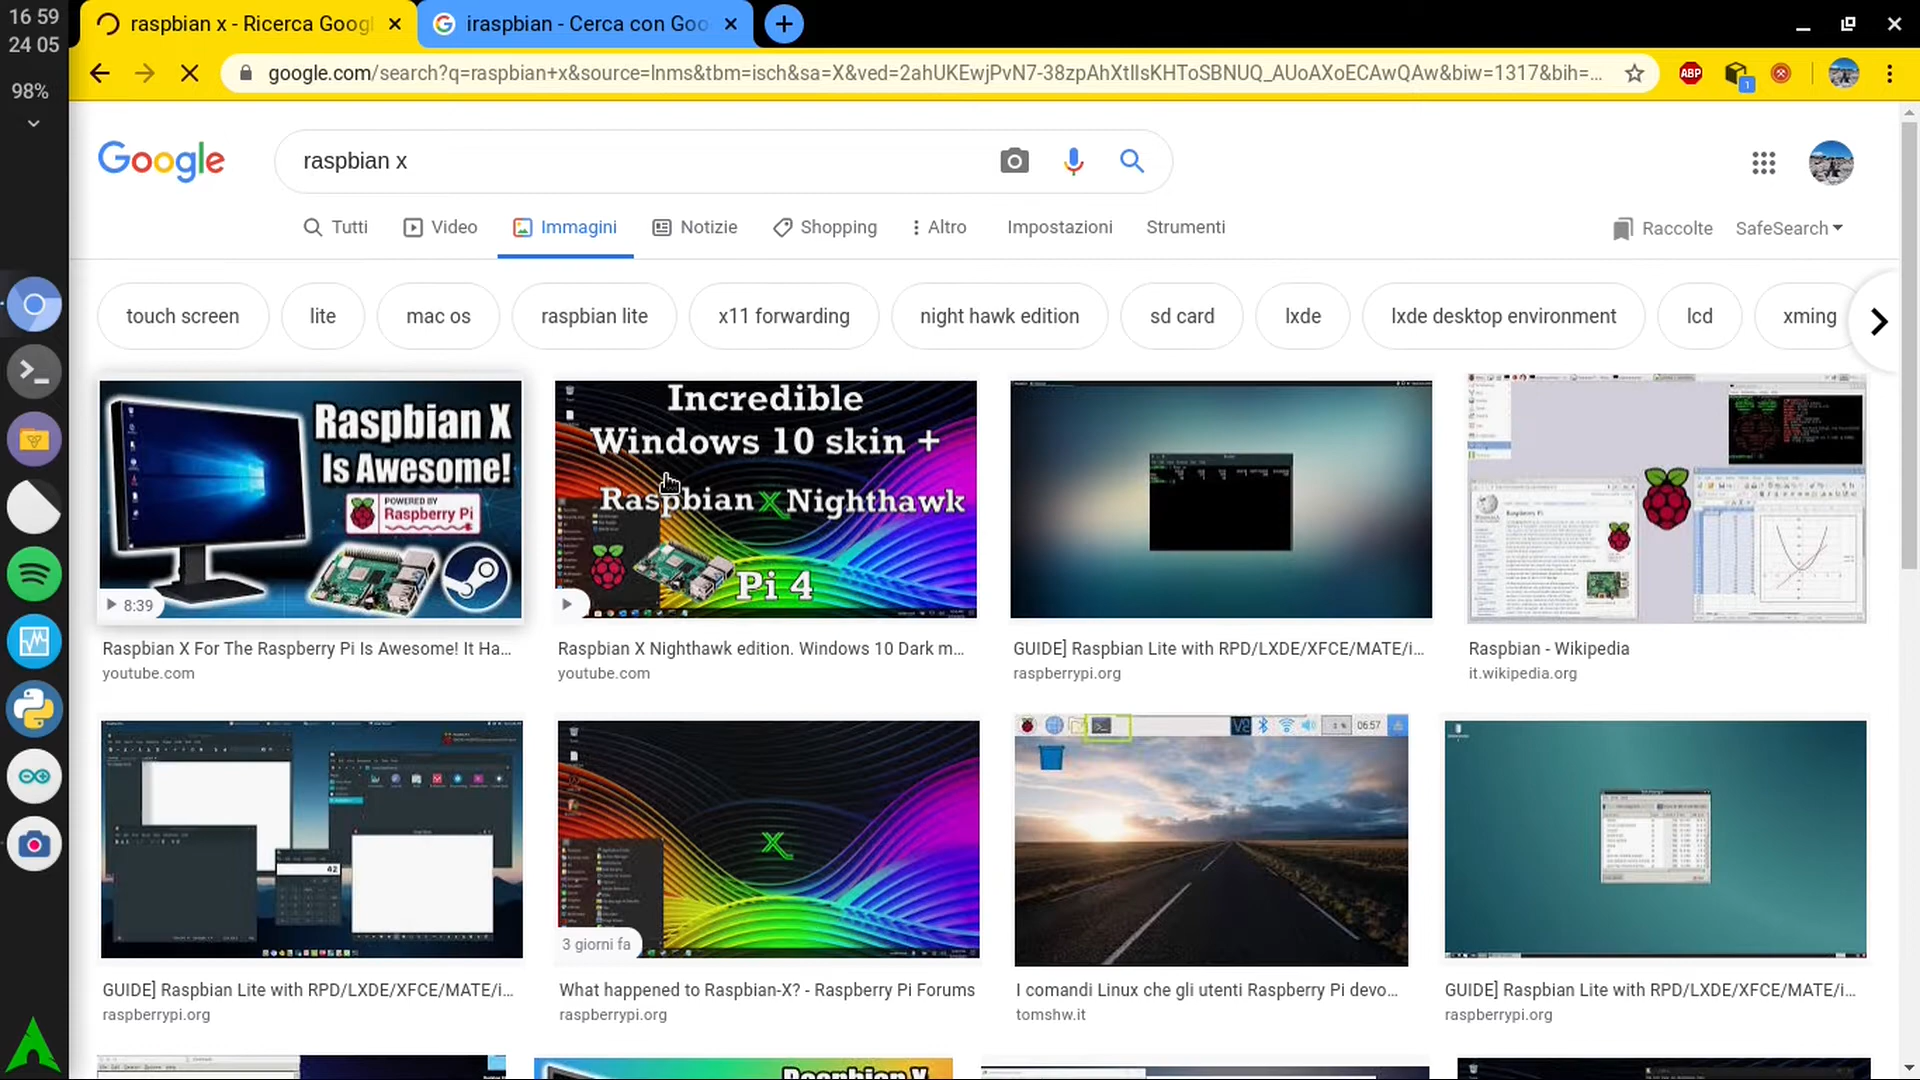 16 59
24 05
98%
raspbian x - Ricerca Googl
iraspbian - Cerca con Goo
google.com/search?q=raspbian+x&source=lnms&tbm=isch&sa=X&ved=2ahUKEwjPvN7-38zpAhXtIIsKHToSBNUQ_AUoAXoECAwQAw&biw=1317&bih=...
ABP
1
Google
raspbian x
Tutti
Video
Immagini
Notizie
Shopping
Altro
Impostazioni
Strumenti
Raccolte
SafeSearch
touch screen
lite
mac os
raspbian lite
x11 forwarding
night hawk edition
sd card
lxde
lxde desktop environment
lcd
xming
Raspbian X
Is Awesome!
POWERED BY
Raspberry Pi
8:39
Incredible
Windows 10 skin +
Raspbian X Nighthawk
Pi 4
Raspbian X For The Raspberry Pi Is Awesome! It Ha...
youtube.com
Raspbian X Nighthawk edition. Windows 10 Dark m...
youtube.com
GUIDE] Raspbian Lite with RPD/LXDE/XFCE/MATE/i...
raspberrypi.org
Raspbian - Wikipedia
it.wikipedia.org
42
X
3 giorni fa
06:57
GUIDE] Raspbian Lite with RPD/LXDE/XFCE/MATE/i...
raspberrypi.org
What happened to Raspbian-X? - Raspberry Pi Forums
raspberrypi.org
I comandi Linux che gli utenti Raspberry Pi devo...
tomshw.it
GUIDE] Raspbian Lite with RPD/LXDE/XFCE/MATE/i...
raspberrypi.org
Raspbian X